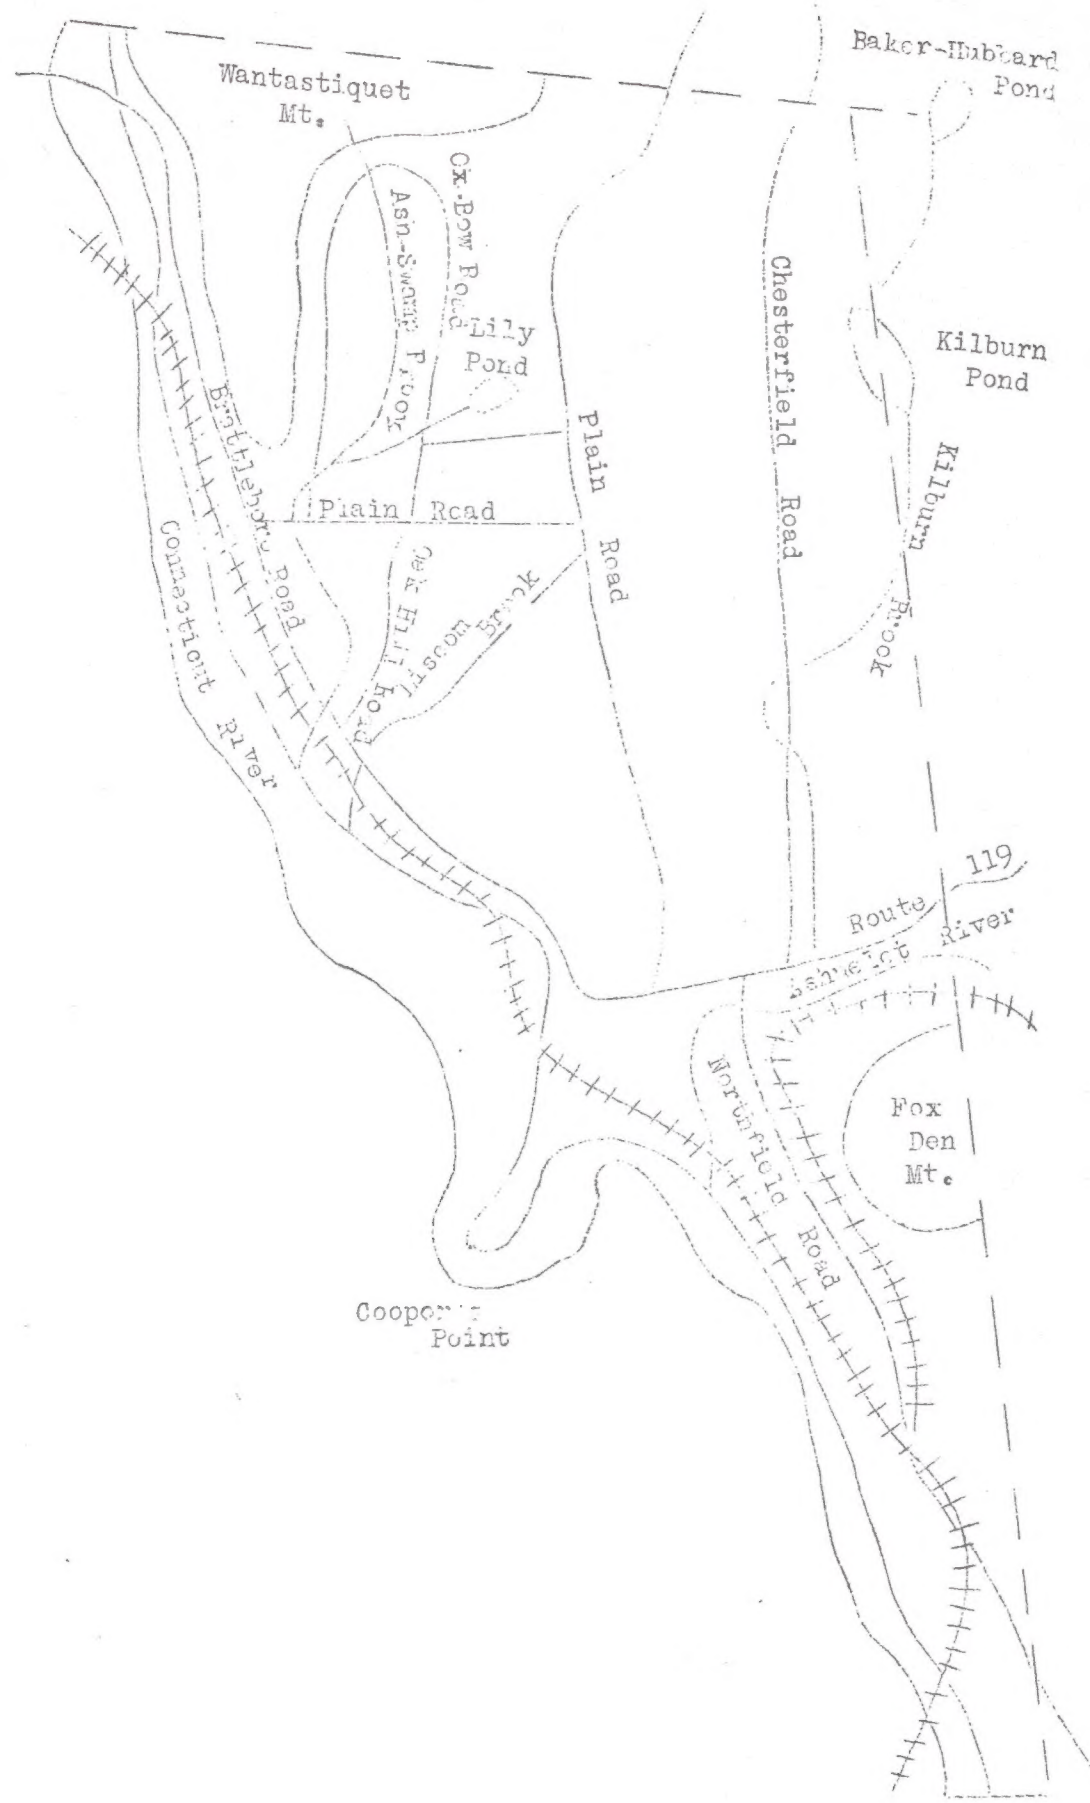 Baker-Hubbard
Pond
Wantastiquet
Mt.
Ox-Bow Road
Ash-Swamp Brook
Lily
Pond
Chesterfield Road
Kilburn
Pond
Brattleboro Road
Plain Road
Plain Road
Kilburn Brook
Connecticut River
Oak Hill Road
Brook
119
Route
Ashuelot River
Northfield Road
Fox
Den
Mt.
Cooper's
Point